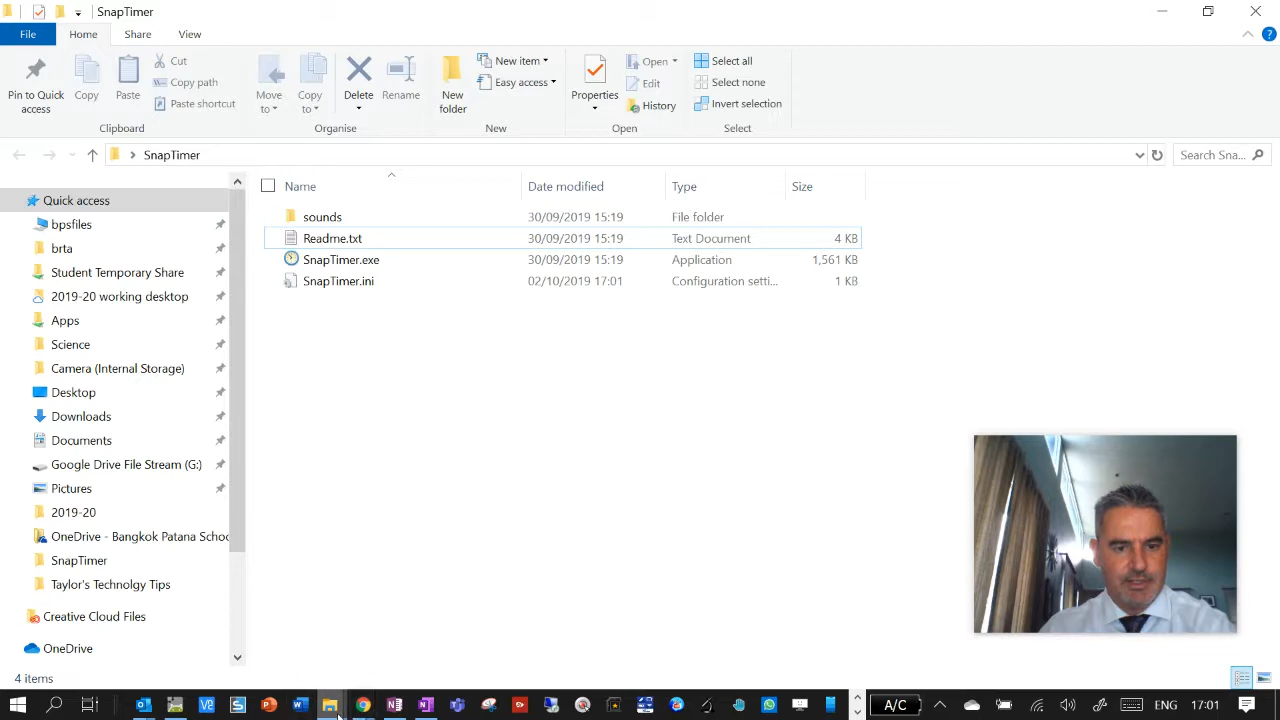 SnapTimer
File Home Share View
Pin to Quick access
Copy
Paste
Cut
Copy path
Paste shortcut
Clipboard
Move to
Copy to
Delete
Rename
Organise
New folder
New item
Easy access
New
Properties
Open
Edit
History
Open
Select all
Select none
Invert selection
Select
SnapTimer
Search Sna...
Name Date modified Type Size
sounds 30/09/2019 15:19 File folder
Readme.txt 30/09/2019 15:19 Text Document 4 KB
SnapTimer.exe 30/09/2019 15:19 Application 1,561 KB
SnapTimer.ini 02/10/2019 17:01 Configuration setti... 1 KB
Quick access
bpsfiles
brta
Student Temporary Share
2019-20 working desktop
Apps
Science
Camera (Internal Storage)
Desktop
Downloads
Documents
Google Drive File Stream (G:)
Pictures
2019-20
OneDrive - Bangkok Patana Schoo
SnapTimer
Taylor's Technolgy Tips
Creative Cloud Files
OneDrive
4 items
A/C ENG 17:01